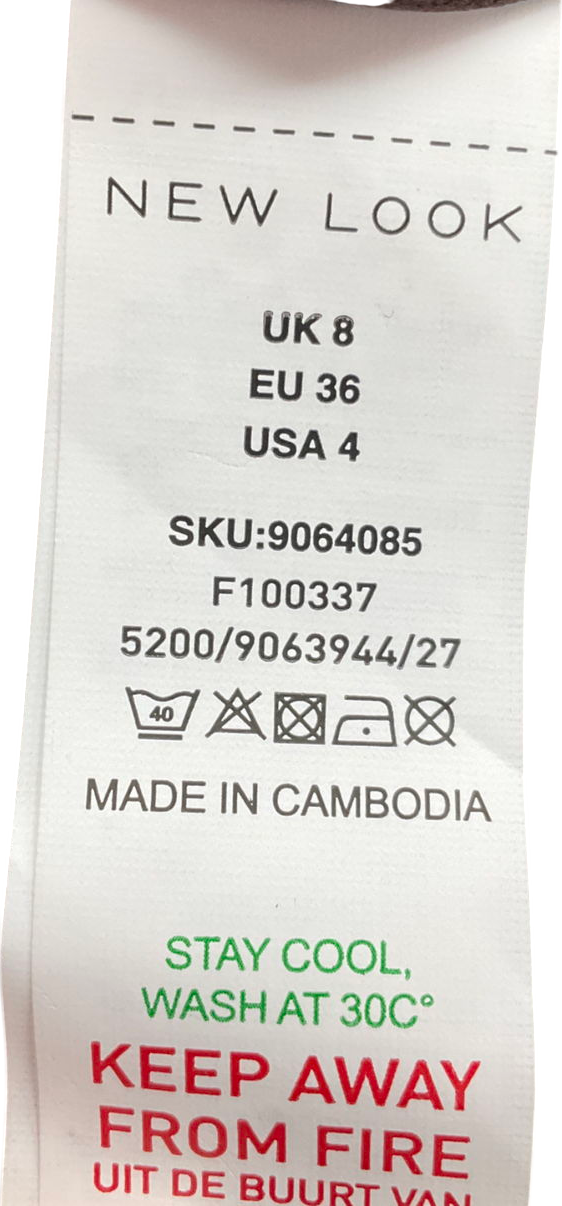 NEW LOOK
UK 8
EU 36
USA 4
SKU:9064085
F100337
5200/9063944/27
40
MADE IN CAMBODIA
STAY COOL,
WASH AT 30C°
KEEP AWAY
FROM FIRE
UIT DE BUURT VAN